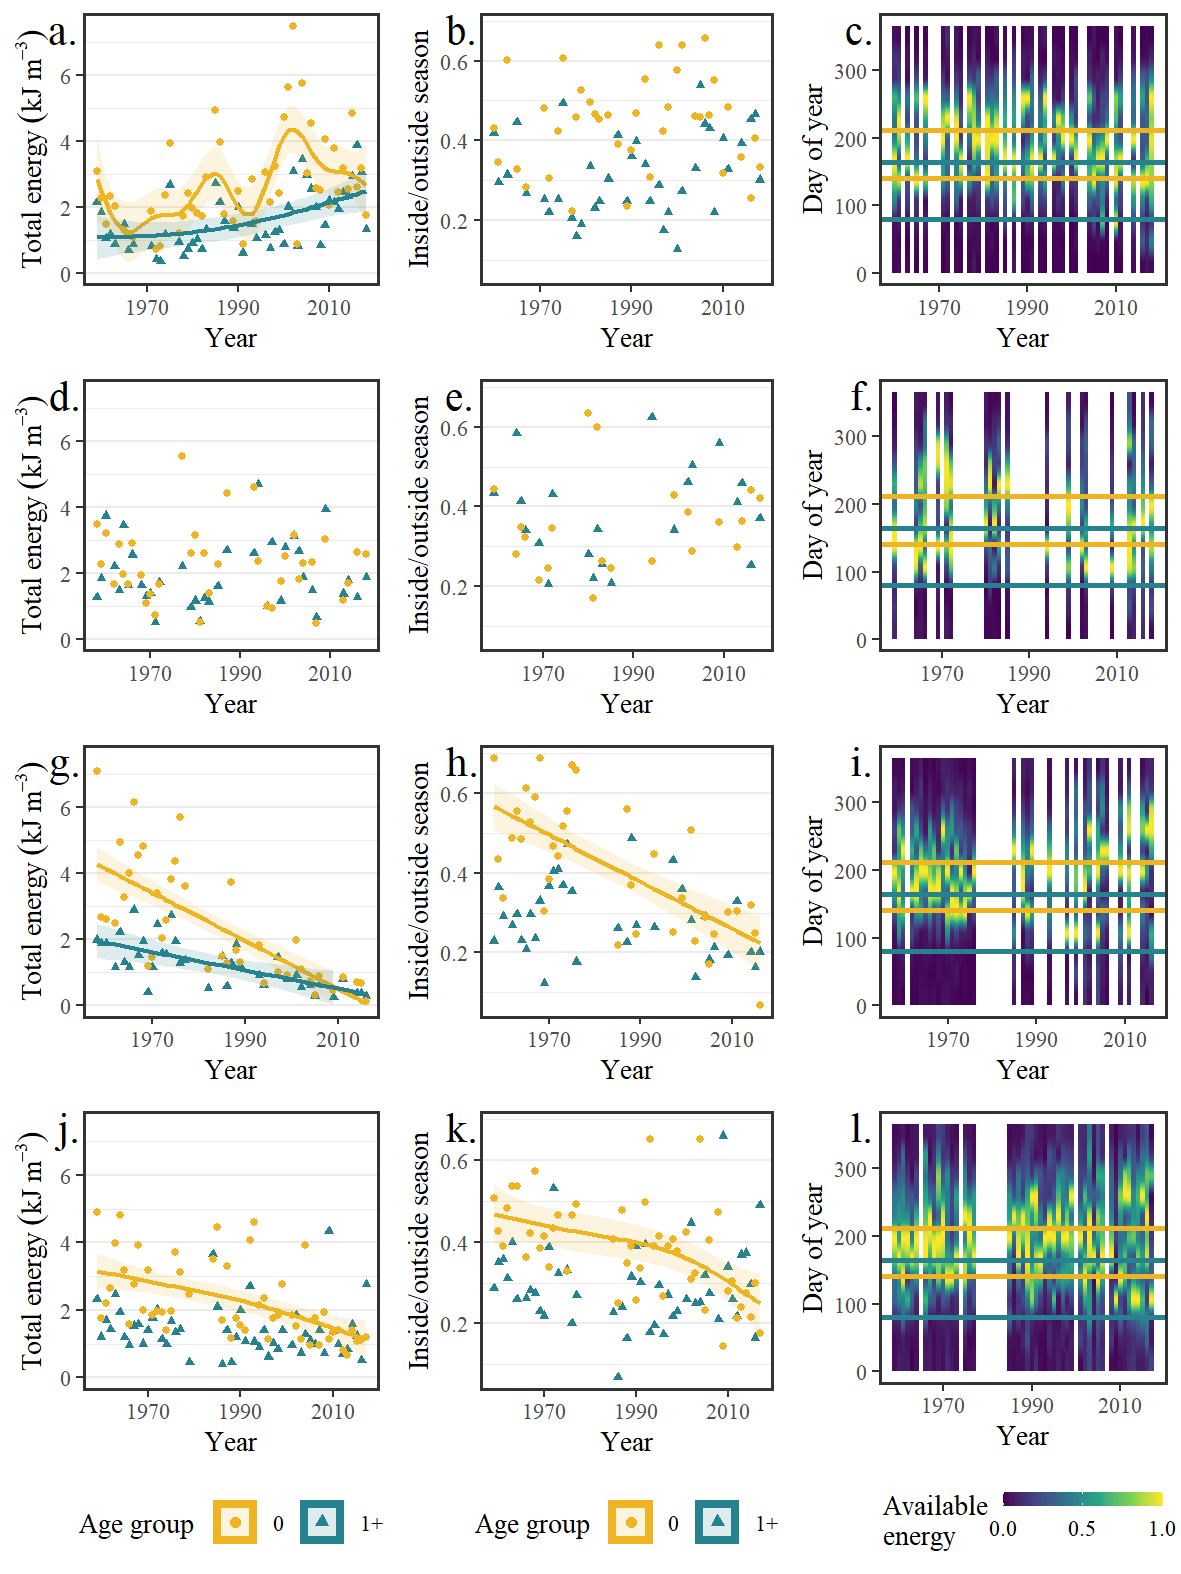 a.
Total energy (kJ m⁻³)
6
4
2
0
1970 1990 2010
Year
b.
Inside/outside season
0.6
0.4
0.2
1970 1990 2010
Year
c.
Day of year
300
200
100
0
1970 1990 2010
Year
d.
Total energy (kJ m⁻³)
6
4
2
0
1970 1990 2010
Year
e.
Inside/outside season
0.6
0.4
0.2
1970 1990 2010
Year
f.
Day of year
300
200
100
0
1970 1990 2010
Year
g.
Total energy (kJ m⁻³)
6
4
2
0
1970 1990 2010
Year
h.
Inside/outside season
0.6
0.4
0.2
1970 1990 2010
Year
i.
Day of year
300
200
100
0
1970 1990 2010
Year
j.
Total energy (kJ m⁻³)
6
4
2
0
1970 1990 2010
Year
k.
Inside/outside season
0.6
0.4
0.2
1970 1990 2010
Year
l.
Day of year
300
200
100
0
1970 1990 2010
Year
Age group 0 1+
Age group 0 1+
Available
energy
0.0 0.5 1.0